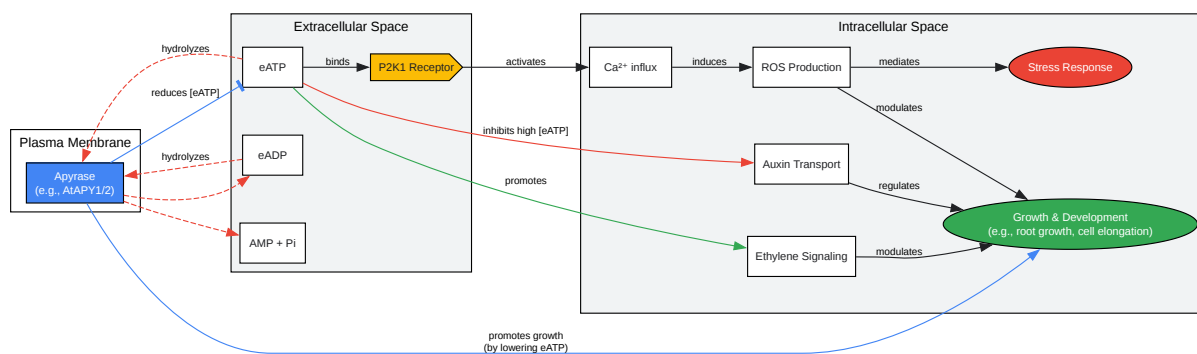 Extracellular Space
Intracellular Space
hydrolyzes
eATP
binds
P2K1 Receptor
activates
Ca²⁺ influx
induces
ROS Production
mediates
Stress Response
reduces [eATP]
modulates
Plasma Membrane
inhibits high [eATP]
eADP
hydrolyzes
Auxin Transport
Apyrase
(e.g., AtAPY1/2)
promotes
regulates
Growth & Development
(e.g., root growth, cell elongation)
AMP + Pi
Ethylene Signaling
modulates
promotes growth
(by lowering eATP)